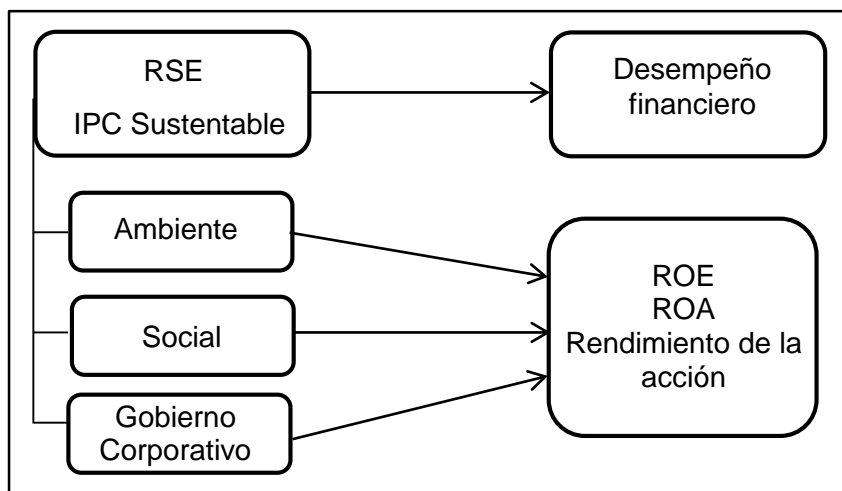 RSE
IPC Sustentable
Desempeño
financiero
Ambiente
Social
Gobierno
Corporativo
ROE
ROA
Rendimiento de la
acción